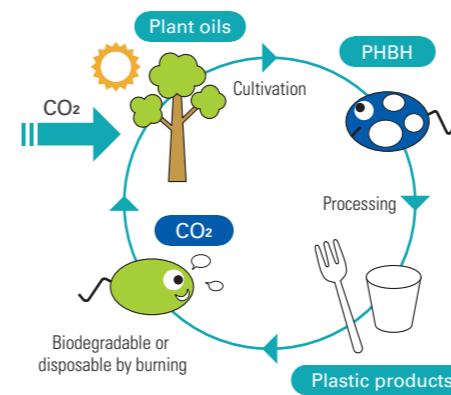 Plant oils
PHBH
Cultivation
CO₂
Processing
CO₂
Biodegradable or
disposable by burning
Plastic products